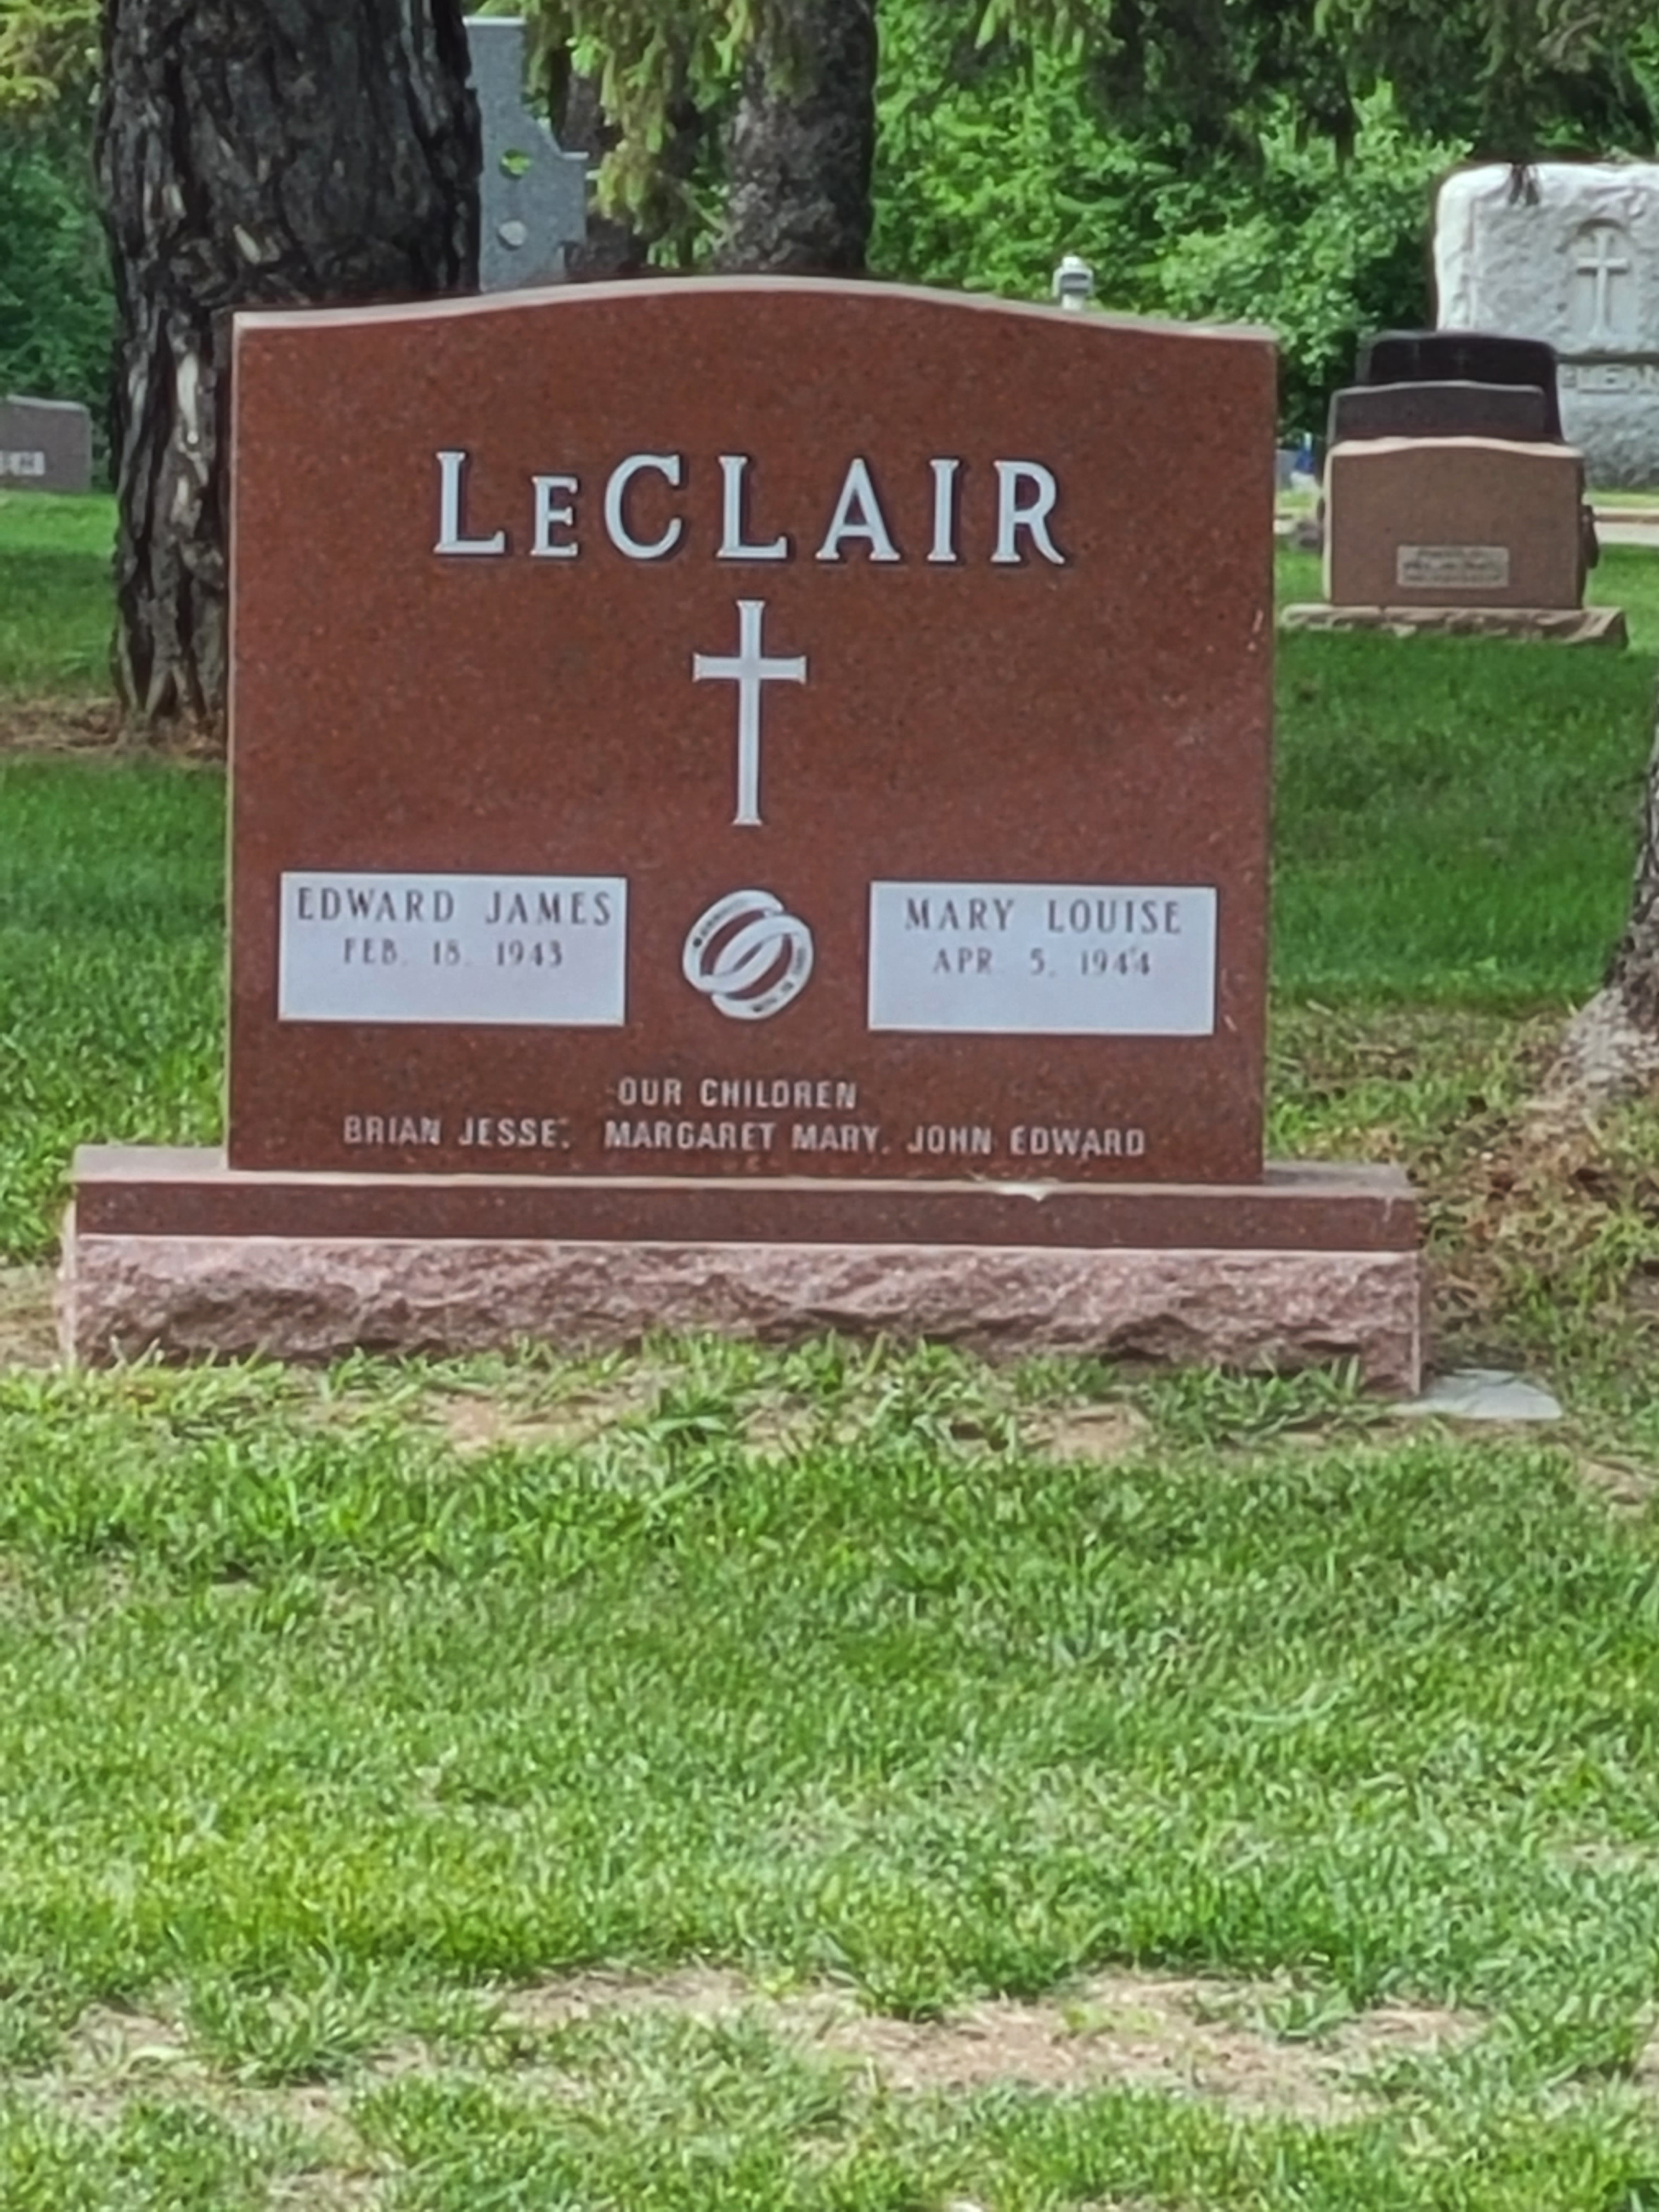 LeCLAIR
EDWARD JAMES
FEB. 18, 1943
MARY LOUISE
APR. 5, 1944
OUR CHILDREN
BRIAN JESSE, MARGARET MARY, JOHN EDWARD